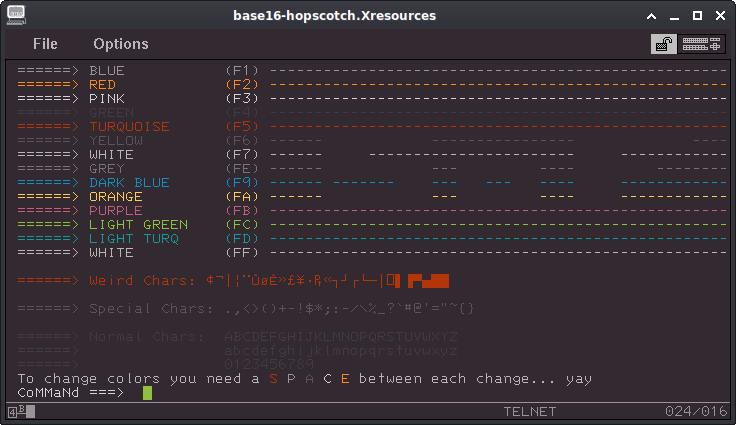 base16-hopscotch.Xresources
File Options
======> BLUE (F1) -----------------------------------------------------
======> RED (F2) -----------------------------------------------------
======> PINK (F3) -----------------------------------------------------
======> GREEN (F4) -----------------------------------------------------
======> TURQUOISE (F5) -----------------------------------------------------
======> YELLOW (F6) ------ --- ---- ----
======> WHITE (F7) ------ ----------- ------------- ------------
======> GREY (FE) ------ --- ---- ---
======> DARK BLUE (F9) ------ ------- --- --- ---- ------------
======> ORANGE (FA) ------ --- ---- ------------
======> PURPLE (FB) -----------------------------------------------------
======> LIGHT GREEN (FC) -----------------------------------------------------
======> LIGHT TURQ (FD) -----------------------------------------------------
======> WHITE (FF) -----------------------------------------------------
======> Weird Chars:
======> Special Chars: .,<>()+-!$*;:-/\%_?`#@'="~{}
======> Normal Chars: ABCDEFGHIJKLMNOPQRSTUVWXYZ
======> abcdefghijklmnopqrstuvwxyz
======> 0123456789
To change colors you need a S P A C E between each change... yay
CoMMaNd ===>
4B TELNET 024/016